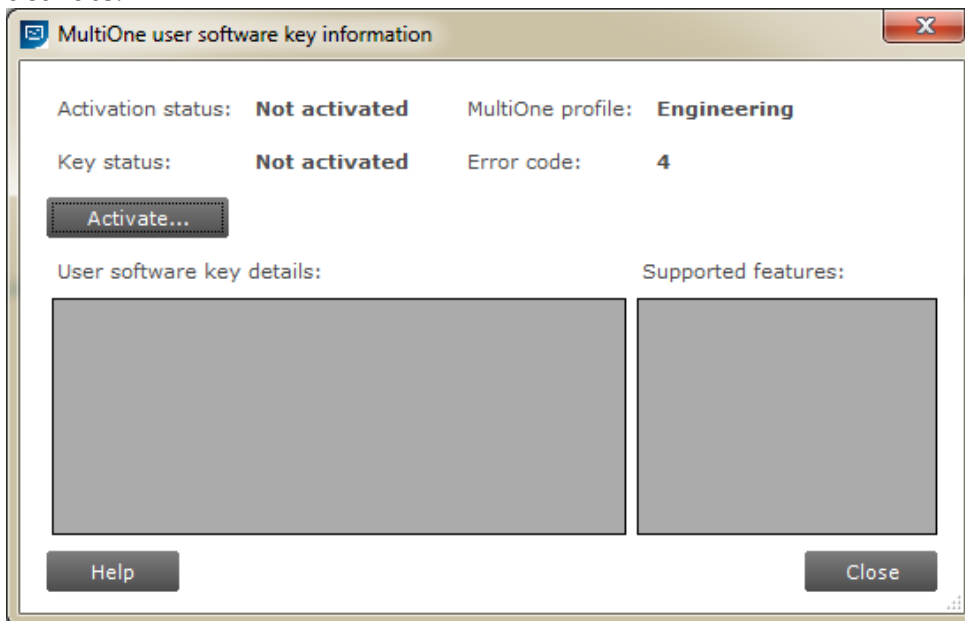 MultiOne user software key information
Activation status: Not activated MultiOne profile: Engineering
Key status: Not activated Error code: 4
Activate...
User software key details: Supported features:
Help Close